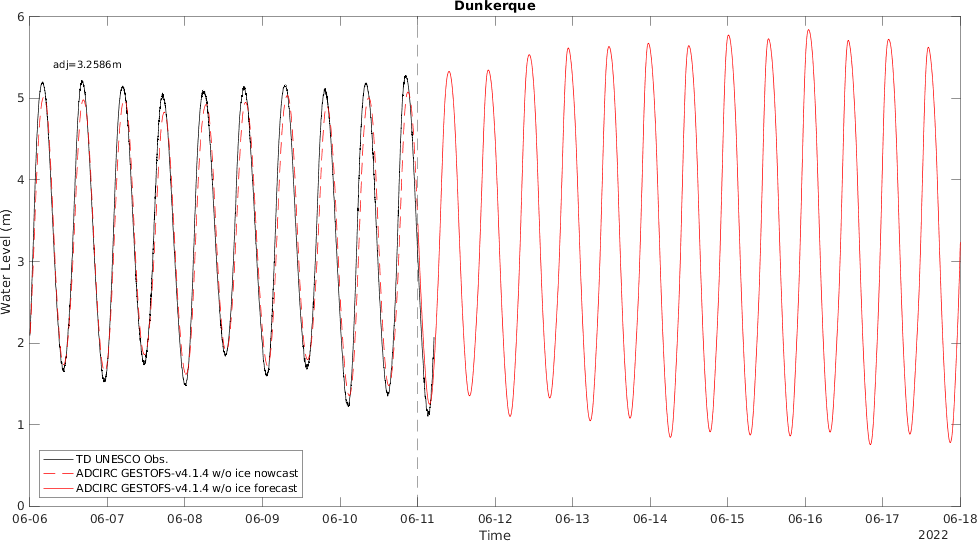 Dunkerque
adj=3.2586m
Water Level (m)
6
5
4
3
2
1
0
TD UNESCO Obs.
ADCIRC GESTOFS-v4.1.4 w/o ice nowcast
ADCIRC GESTOFS-v4.1.4 w/o ice forecast
06-06 06-07 06-08 06-09 06-10 06-11 06-12 06-13 06-14 06-15 06-16 06-17 06-18
Time
2022